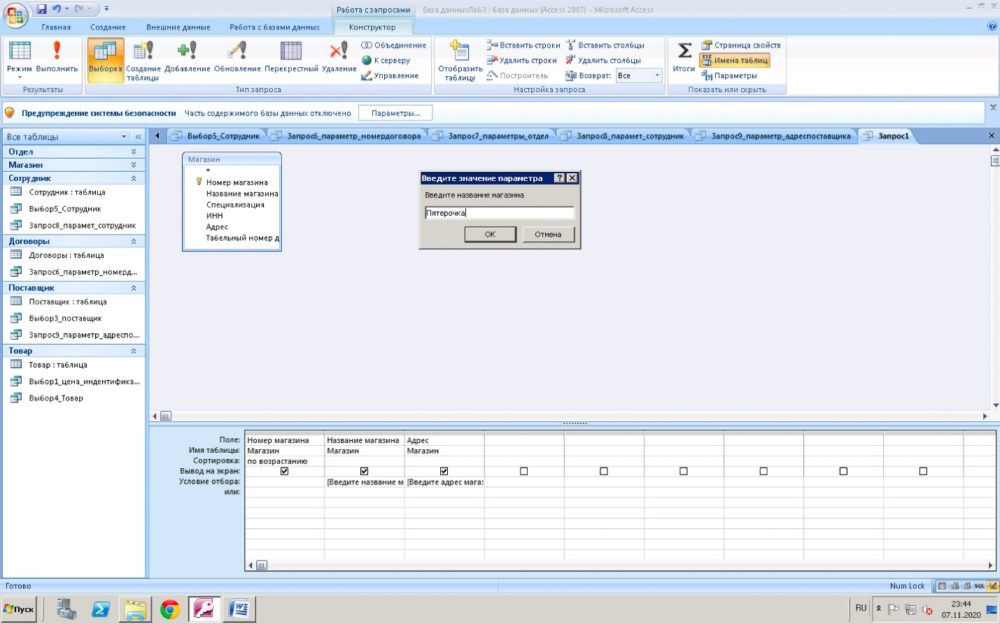 Работа с запросами
База данныхЛаб3 : база данных (Access 2007) - Microsoft Access
Главная Создание Внешние данные Работа с базами данных Конструктор
Режим Выполнить
Результаты
Выборка Создание таблицы Добавление Обновление Перекрестный Удаление
Объединение
К серверу
Управление
Тип запроса
Отобразить таблицу
Вставить строки
Удалить строки
Построитель
Вставить столбцы
Удалить столбцы
Возврат: Все
Настройка запроса
Итоги
Страница свойств
Имена таблиц
Параметры
Показать или скрыть
Предупреждение системы безопасности Часть содержимого базы данных отключено Параметры...
Все таблицы
Выбор5_Сотрудник Запрос6_параметр_номердоговора Запрос7_параметры_отдел Запрос8_парамет_сотрудник Запрос9_параметр_адреспоставщика Запрос1
Отдел
Магазин
Сотрудник
Сотрудник : таблица
Выбор5_Сотрудник
Запрос8_парамет_сотрудник
Договоры
Договоры : таблица
Запрос6_параметр_номерд...
Поставщик
Поставщик : таблица
Выбор3_поставщик
Запрос9_параметр_адреспо...
Товар
Товар : таблица
Выбор1_цена_индентифика...
Выбор4_Товар
Магазин
*
Номер магазина
Название магазина
Специализация
ИНН
Адрес
Табельный номер д
Введите значение параметра
Введите название магазина
Пятерочка
ОК Отмена
Поле: Номер магазина Название магазина Адрес
Имя таблицы: Магазин Магазин Магазин
Сортировка: по возрастанию
Вывод на экран:
Условие отбора: [Введите название м [Введите адрес мага
или:
Готово
Num Lock
SQL
Пуск
RU
23:44
07.11.2020